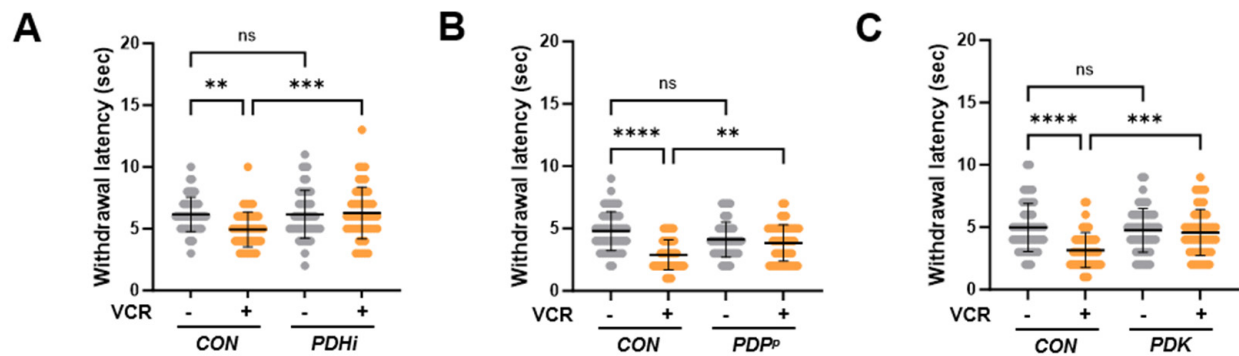 A
Withdrawal latency (sec)
20
15
10
5
0
ns
** ***
VCR - + - +
CON PDHi
B
Withdrawal latency (sec)
20
15
10
5
0
ns
**** **
- + - +
CON PDPᵖ
C
Withdrawal latency (sec)
20
15
10
5
0
ns
**** ***
VCR - + - +
CON PDK